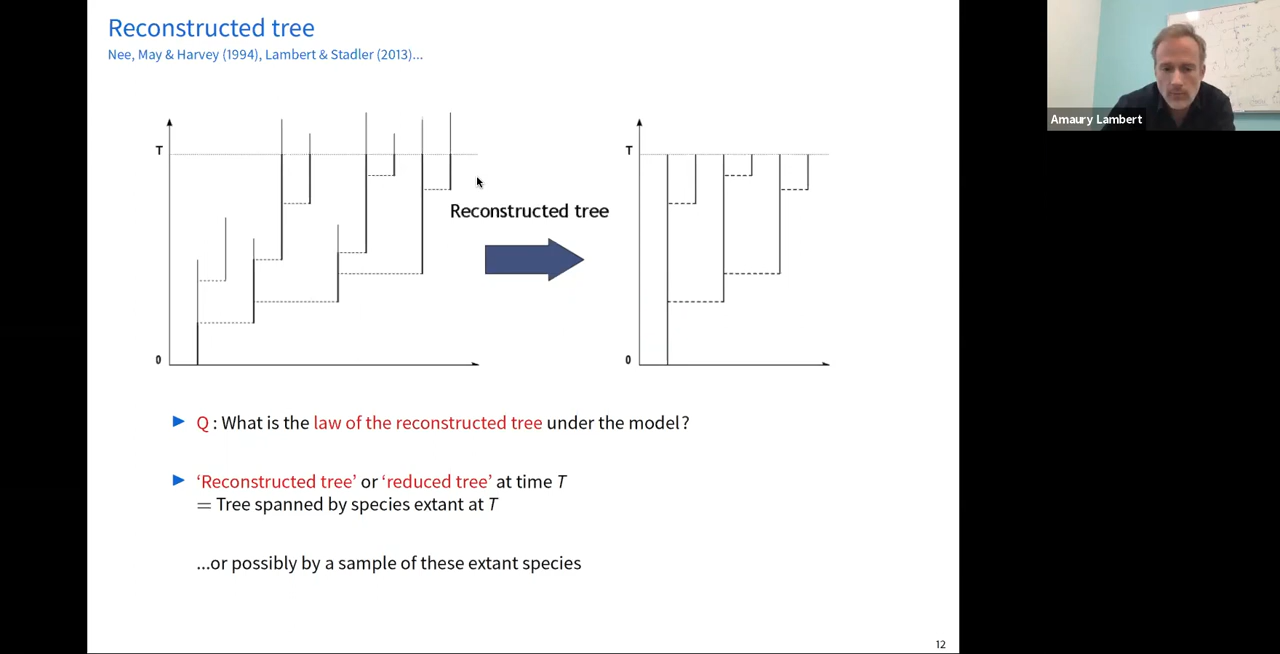 Reconstructed tree
Nee, May & Harvey (1994), Lambert & Stadler (2013)...
T
0
Reconstructed tree
T
0
► Q : What is the law of the reconstructed tree under the model?
► ‘Reconstructed tree’ or ‘reduced tree’ at time T
= Tree spanned by species extant at T
...or possibly by a sample of these extant species
12
Amaury Lambert